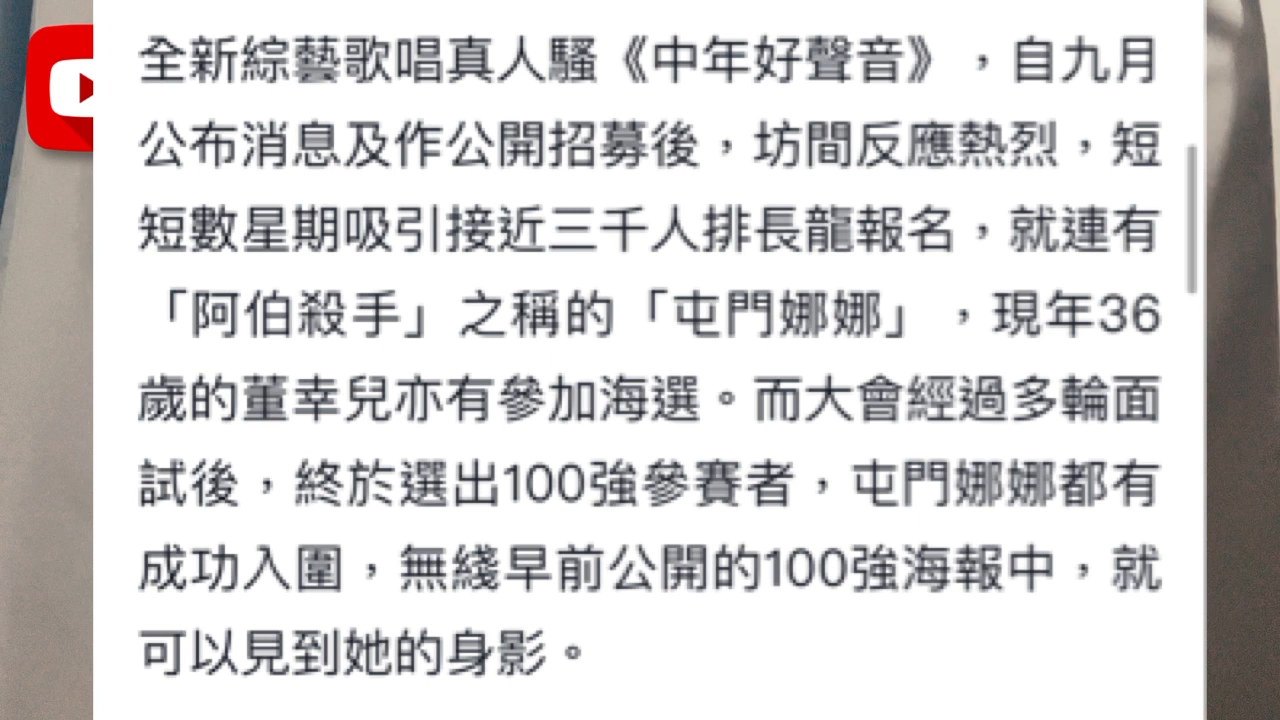 全新綜藝歌唱真人騷《中年好聲音》，自九月
公布消息及作公開招募後，坊間反應熱烈，短
短數星期吸引接近三千人排長龍報名，就連有
「阿伯殺手」之稱的「屯門娜娜」，現年36
歲的董幸兒亦有參加海選。而大會經過多輪面
試後，終於選出100強參賽者，屯門娜娜都有
成功入圍，無綫早前公開的100強海報中，就
可以見到她的身影。